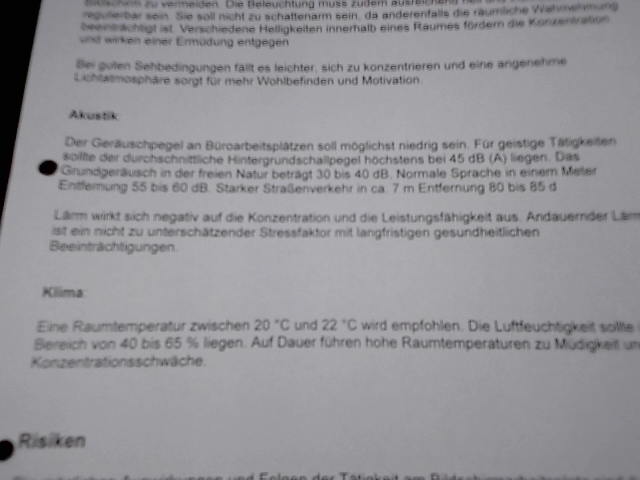 zu vermeiden. Die Beleuchtung muss zudem ausreichend hell
regulierbar sein. Sie soll nicht zu schattenarm sein, da anderenfalls die räumliche Wahrnehmung
beeinträchtigt ist. Verschiedene Helligkeiten innerhalb eines Raumes fördern die Konzentration
und wirken einer Ermüdung entgegen
Bei guten Sehbedingungen fällt es leichter, sich zu konzentrieren und eine angenehme
Lichtatmosphäre sorgt für mehr Wohlbefinden und Motivation.
Akustik:
Der Geräuschpegel an Büroarbeitsplätzen soll möglichst niedrig sein. Für geistige Tätigkeiten
sollte der durchschnittliche Hintergrundschallpegel höchstens bei 45 dB (A) liegen. Das
Grundgeräusch in der freien Natur beträgt 30 bis 40 dB. Normale Sprache in einem Meter
Entfernung 55 bis 60 dB. Starker Straßenverkehr in ca. 7 m Entfernung 80 bis 85 d
Lärm wirkt sich negativ auf die Konzentration und die Leistungsfähigkeit aus. Andauernder Lärm
ist ein nicht zu unterschätzender Stressfaktor mit langfristigen gesundheitlichen
Beeinträchtigungen.
Klima:
Eine Raumtemperatur zwischen 20 °C und 22 °C wird empfohlen. Die Luftfeuchtigkeit sollte
Bereich von 40 bis 65 % liegen. Auf Dauer führen hohe Raumtemperaturen zu Müdigkeit un
Konzentrationsschwäche.
Risiken
und Folgen der Tätigkeit am